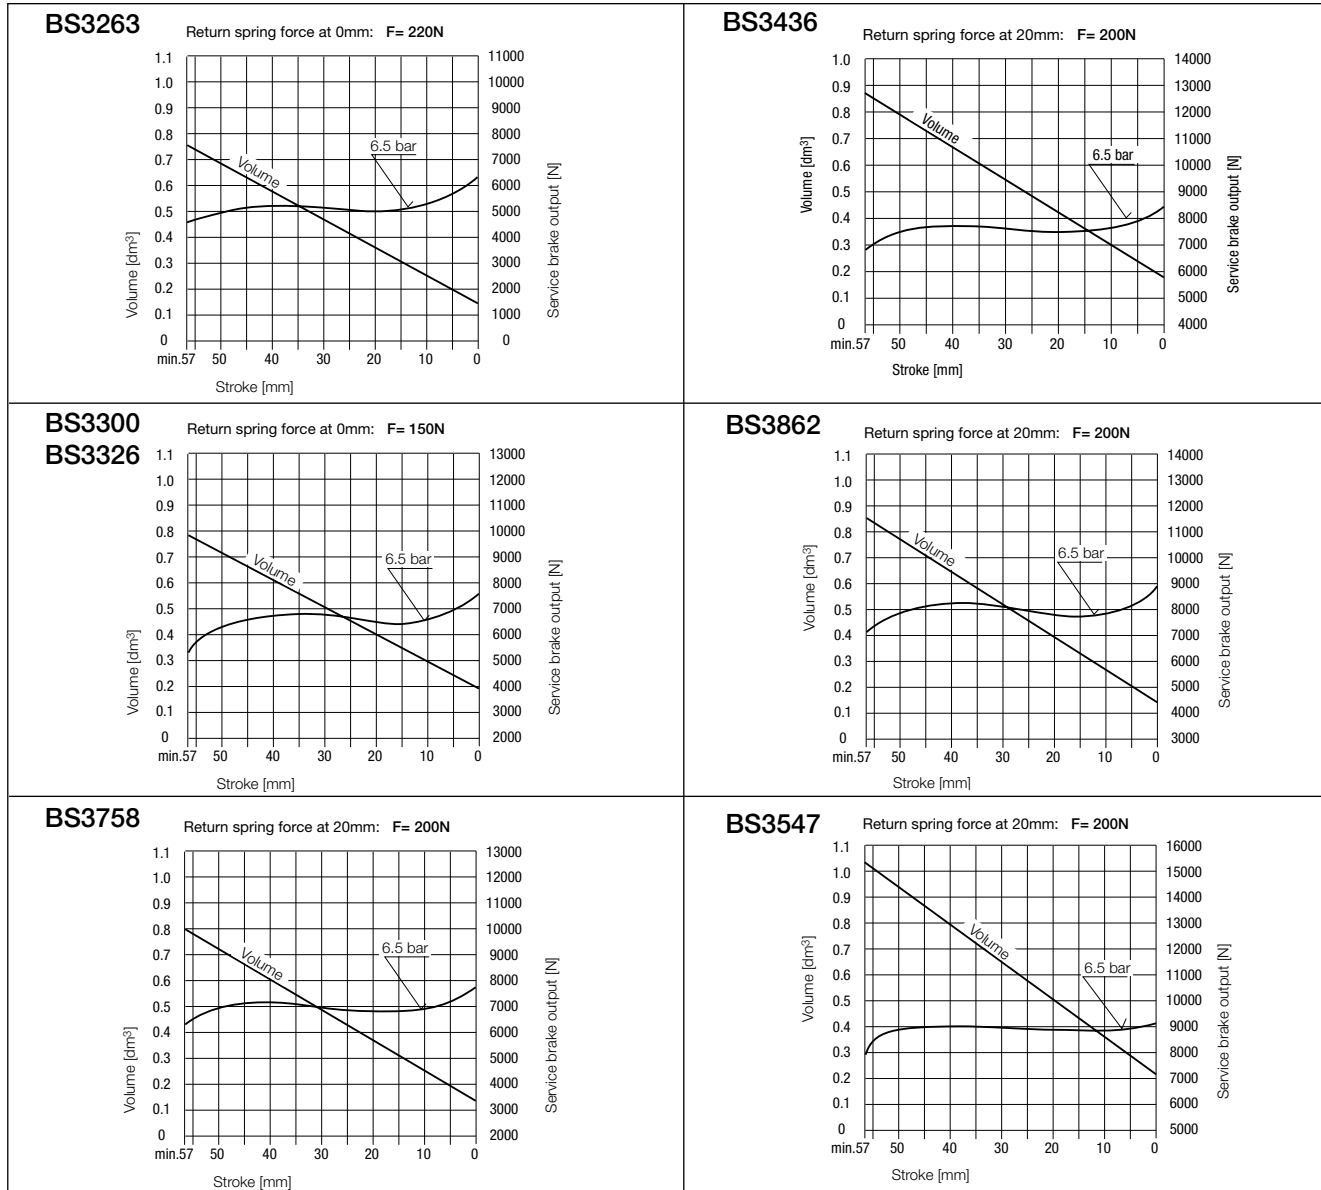 BS3263
Return spring force at 0mm: F= 220N
1.1
1.0
0.9
0.8
0.7
0.6
0.5
0.4
0.3
0.2
0.1
0
Volume [dm³]
Volume
6.5 bar
11000
10000
9000
8000
7000
6000
5000
4000
3000
2000
1000
0
Service brake output [N]
min.57 50 40 30 20 10 0
Stroke [mm]
BS3436
Return spring force at 20mm: F= 200N
1.0
0.9
0.8
0.7
0.6
0.5
0.4
0.3
0.2
0.1
0
Volume [dm³]
Volume
6.5 bar
14000
13000
12000
11000
10000
9000
8000
7000
6000
5000
4000
Service brake output [N]
min.57 50 40 30 20 10 0
Stroke [mm]
BS3300
BS3326
Return spring force at 0mm: F= 150N
1.1
1.0
0.9
0.8
0.7
0.6
0.5
0.4
0.3
0.2
0.1
0
Volume [dm³]
Volume
6.5 bar
13000
12000
11000
10000
9000
8000
7000
6000
5000
4000
3000
2000
Service brake output [N]
min.57 50 40 30 20 10 0
Stroke [mm]
BS3862
Return spring force at 20mm: F= 200N
1.1
1.0
0.9
0.8
0.7
0.6
0.5
0.4
0.3
0.2
0.1
0
Volume [dm³]
Volume
6.5 bar
14000
13000
12000
11000
10000
9000
8000
7000
6000
5000
4000
3000
Service brake output [N]
min.57 50 40 30 20 10 0
Stroke [mm]
BS3758
Return spring force at 20mm: F= 200N
1.1
1.0
0.9
0.8
0.7
0.6
0.5
0.4
0.3
0.2
0.1
0
Volume [dm³]
Volume
6.5 bar
13000
12000
11000
10000
9000
8000
7000
6000
5000
4000
3000
2000
Service brake output [N]
min.57 50 40 30 20 10 0
Stroke [mm]
BS3547
Return spring force at 20mm: F= 200N
1.1
1.0
0.9
0.8
0.7
0.6
0.5
0.4
0.3
0.2
0.1
0
Volume [dm³]
Volume
6.5 bar
16000
15000
14000
13000
12000
11000
10000
9000
8000
7000
6000
5000
Service brake output [N]
min.57 50 40 30 20 10 0
Stroke [mm]